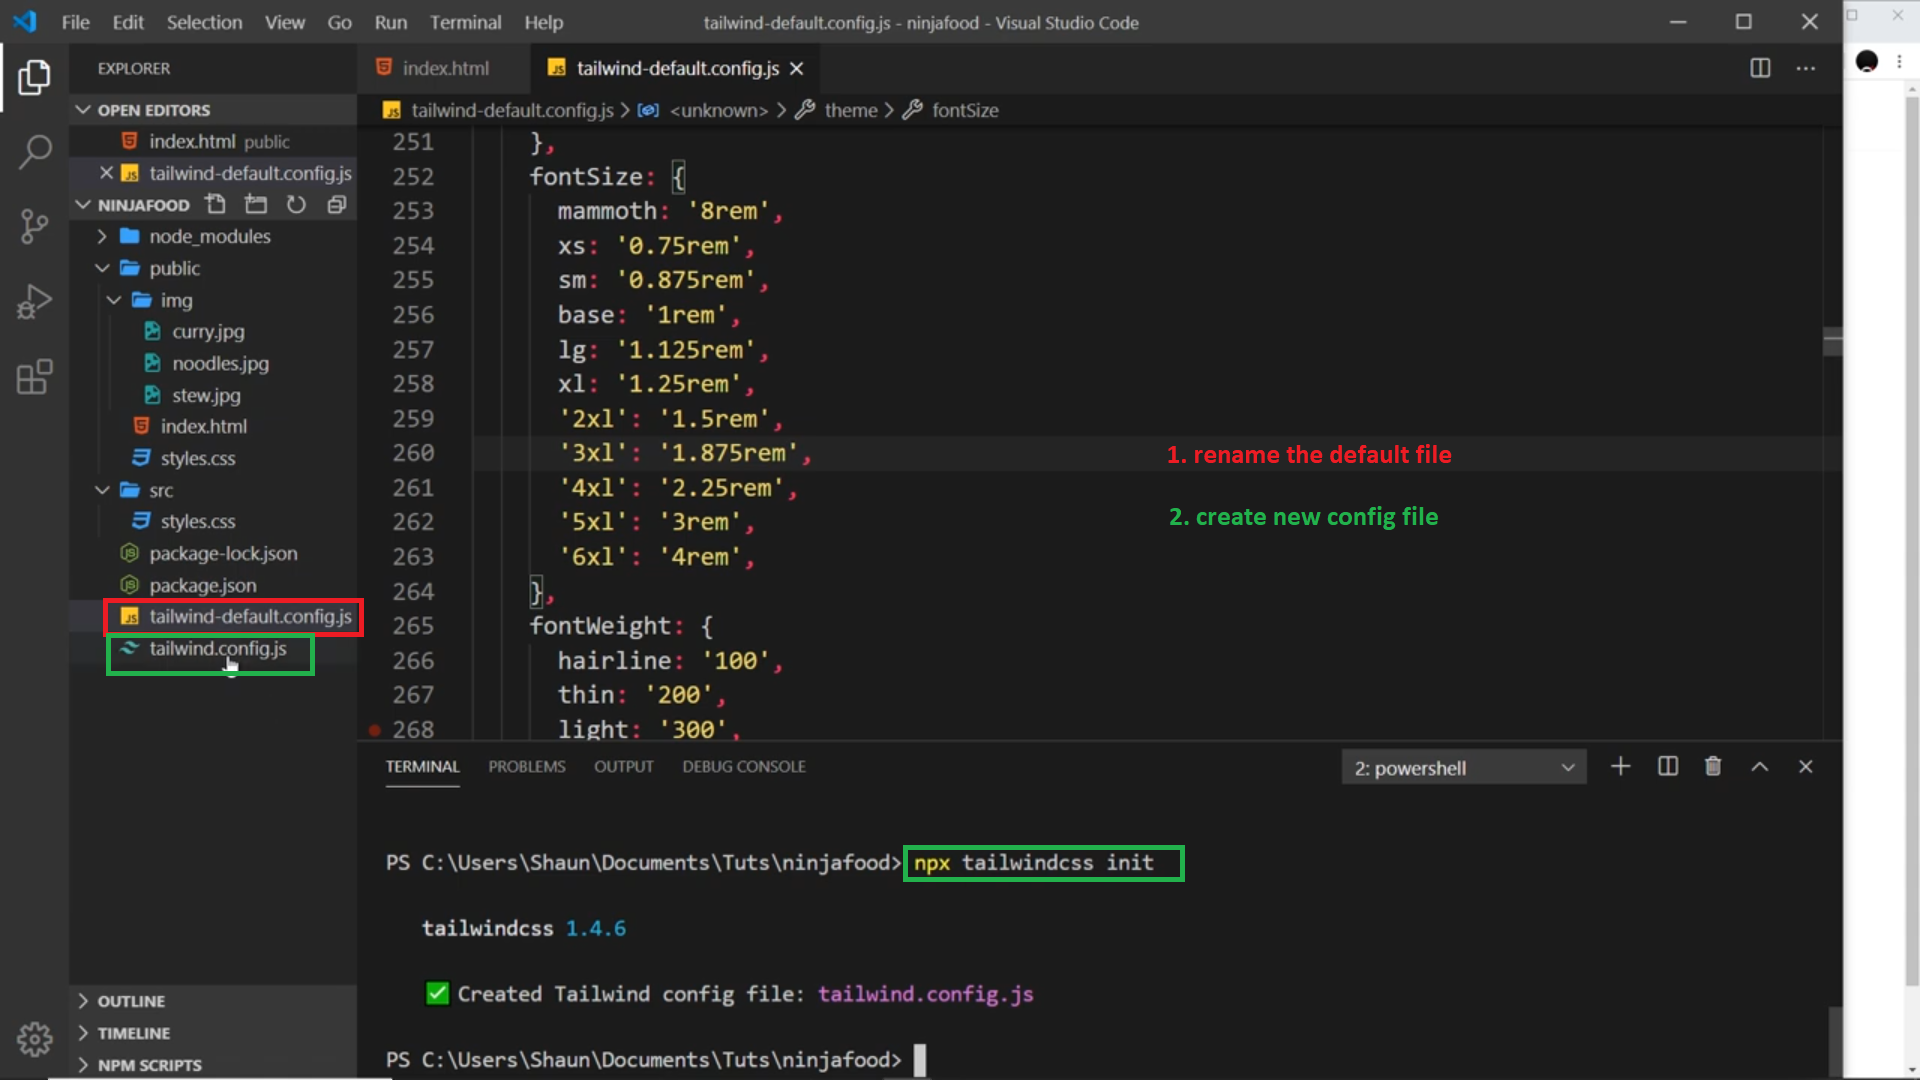 File Edit Selection View Go Run Terminal Help
tailwind-default.config.js - ninjafood - Visual Studio Code
EXPLORER
OPEN EDITORS
index.html public
tailwind-default.config.js
NINJAFOOD
node_modules
public
img
curry.jpg
noodles.jpg
stew.jpg
index.html
styles.css
src
styles.css
package-lock.json
package.json
tailwind-default.config.js
tailwind.config.js
OUTLINE
TIMELINE
NPM SCRIPTS
index.html
tailwind-default.config.js
tailwind-default.config.js > <unknown> > theme > fontSize
251 },
252 fontSize: {
253 mammoth: '8rem',
254 xs: '0.75rem',
255 sm: '0.875rem',
256 base: '1rem',
257 lg: '1.125rem',
258 xl: '1.25rem',
259 '2xl': '1.5rem',
260 '3xl': '1.875rem',
261 '4xl': '2.25rem',
262 '5xl': '3rem',
263 '6xl': '4rem',
264 },
265 fontWeight: {
266 hairline: '100',
267 thin: '200',
268 light: '300',
1. rename the default file
2. create new config file
TERMINAL PROBLEMS OUTPUT DEBUG CONSOLE
2: powershell
PS C:\Users\Shaun\Documents\Tuts\ninjafood> npx tailwindcss init
tailwindcss 1.4.6
✅ Created Tailwind config file: tailwind.config.js
PS C:\Users\Shaun\Documents\Tuts\ninjafood>